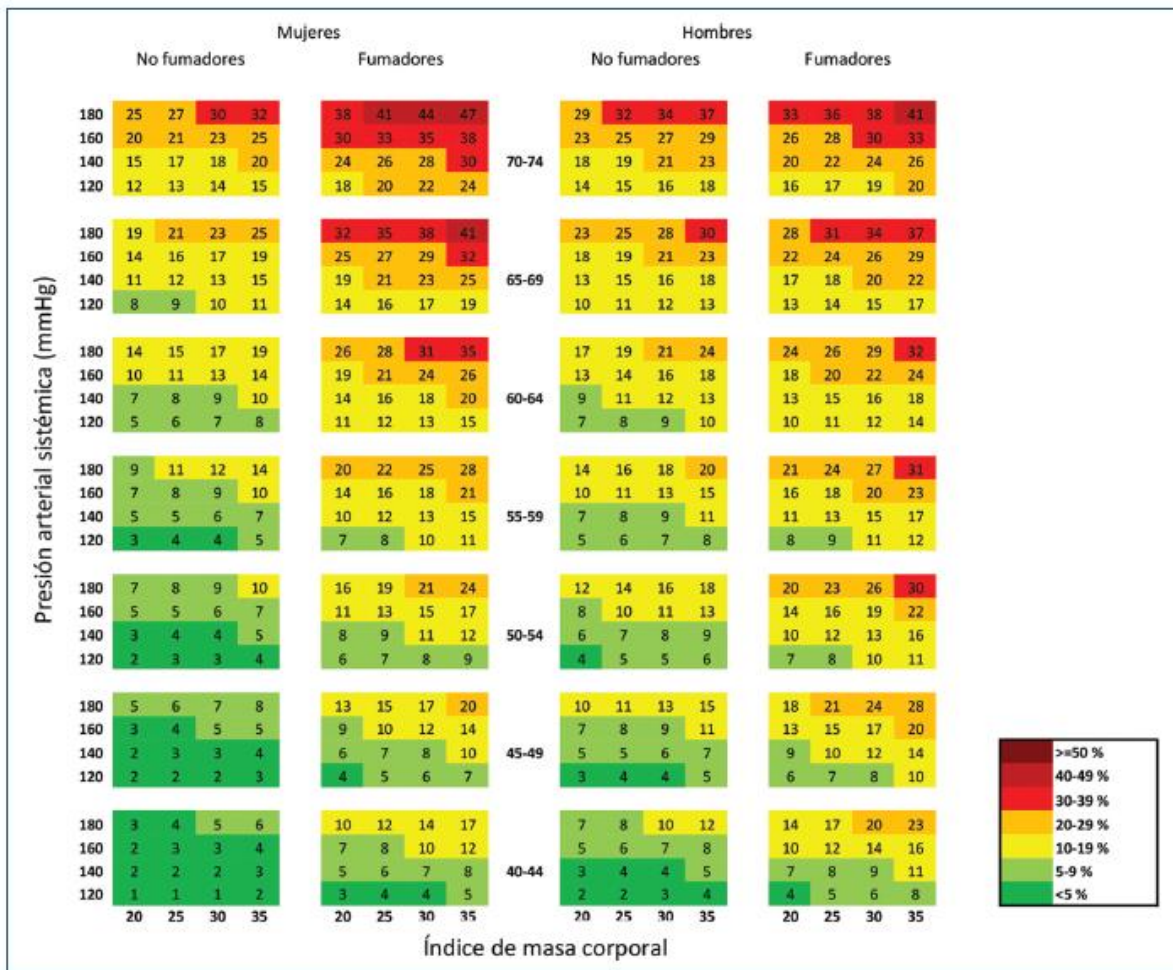 Mujeres Hombres
No fumadores Fumadores No fumadores Fumadores
180 25 27 30 32 38 41 44 47 29 32 34 37 33 36 38 41
160 20 21 23 25 30 33 35 38 23 25 27 29 26 28 30 33
140 15 17 18 20 24 26 28 30 70-74 18 19 21 23 20 22 24 26
120 12 13 14 15 18 20 22 24 14 15 16 18 16 17 19 20
180 19 21 23 25 32 35 38 41 23 25 28 30 28 31 34 37
160 14 16 17 19 25 27 29 32 18 19 21 23 22 24 26 29
140 11 12 13 15 19 21 23 25 65-69 13 15 16 18 17 18 20 22
120 8 9 10 11 14 16 17 19 10 11 12 13 13 14 15 17
180 14 15 17 19 26 28 31 35 17 19 21 24 24 26 29 32
160 10 11 13 14 19 21 24 26 13 14 16 18 18 20 22 24
140 7 8 9 10 14 16 18 20 60-64 9 11 12 13 13 15 16 18
120 5 6 7 8 11 12 13 15 7 8 9 10 10 11 12 14
180 9 11 12 14 20 22 25 28 14 16 18 20 21 24 27 31
160 7 8 9 10 14 16 18 21 10 11 13 15 16 18 20 23
140 5 5 6 7 10 12 13 15 55-59 7 8 9 11 11 13 15 17
120 3 4 4 5 7 8 10 11 5 6 7 8 8 9 11 12
180 7 8 9 10 16 19 21 24 12 14 16 18 20 23 26 30
160 5 5 6 7 11 13 15 17 8 10 11 13 14 16 19 22
140 3 4 4 5 8 9 11 12 50-54 6 7 8 9 10 12 13 16
120 2 3 3 4 6 7 8 9 4 5 5 6 7 8 10 11
180 5 6 7 8 13 15 17 20 10 11 13 15 18 21 24 28
160 3 4 5 5 9 10 12 14 7 8 9 11 13 15 17 20
140 2 3 3 4 6 7 8 10 45-49 5 5 6 7 9 10 12 14
120 2 2 2 3 4 5 6 7 3 4 4 5 6 7 8 10
180 3 4 5 6 10 12 14 17 7 8 10 12 14 17 20 23
160 2 3 3 4 7 8 10 12 5 6 7 8 10 12 14 16
140 2 2 2 3 5 6 7 8 40-44 3 4 4 5 7 8 9 11
120 1 1 1 2 3 4 4 5 2 2 3 4 4 5 6 8
20 25 30 35 20 25 30 35 20 25 30 35 20 25 30 35
Presión arterial sistémica (mmHg)
Índice de masa corporal
>=50 %
40-49 %
30-39 %
20-29 %
10-19 %
5-9 %
<5 %